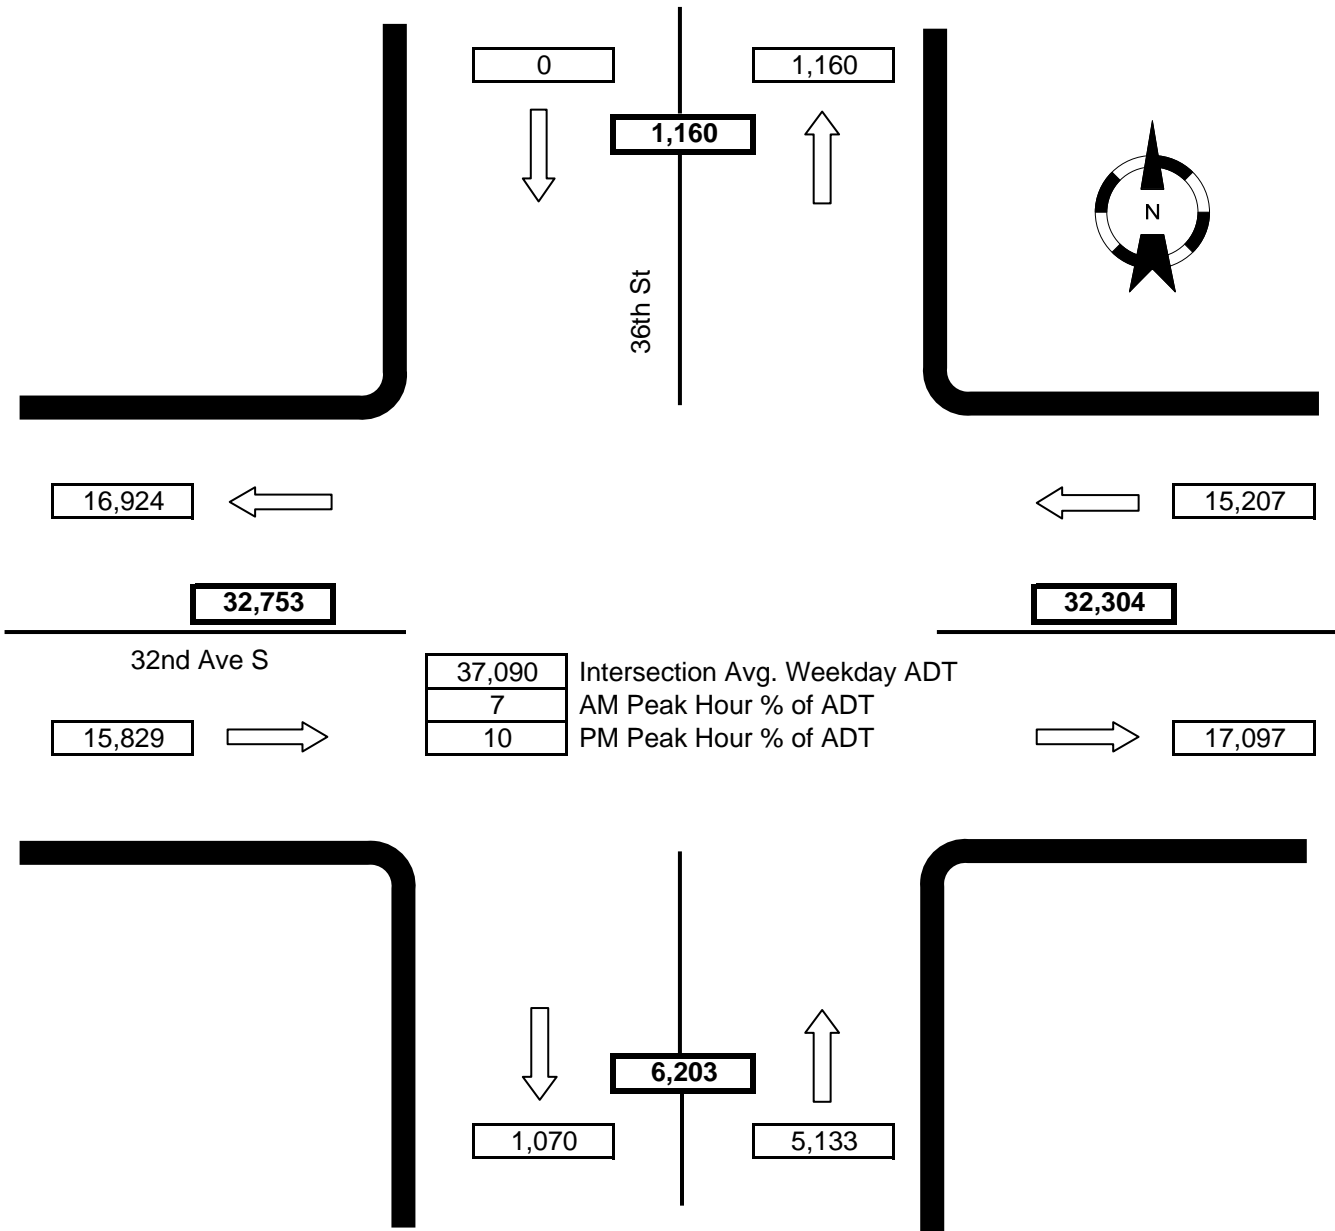 0
1,160
1,160
N
36th St
16,924
15,207
32,753
32,304
32nd Ave S
37,090 Intersection Avg. Weekday ADT
7 AM Peak Hour % of ADT
10 PM Peak Hour % of ADT
15,829
17,097
6,203
1,070
5,133